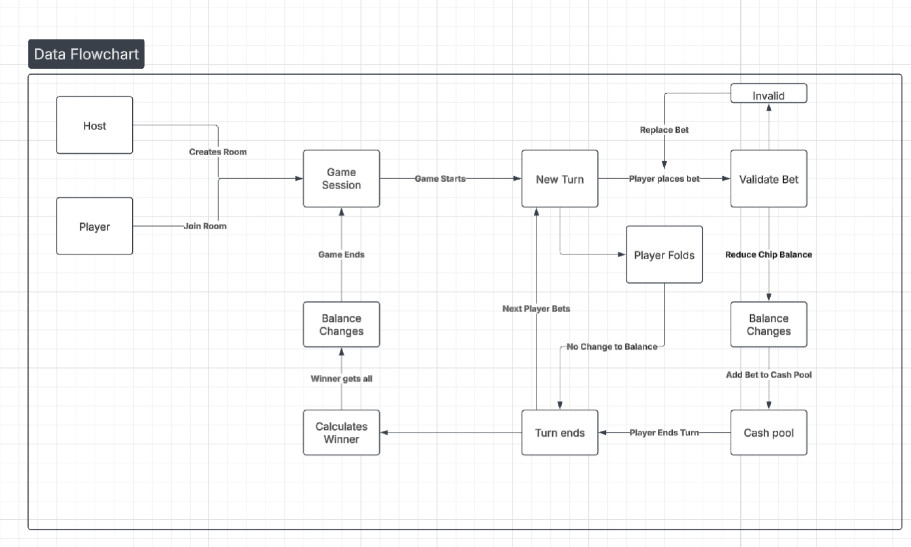 Data Flowchart
Invalid
Host
Replace Bet
Creates Room
Game
Session
Game Starts
New Turn
Player places bet
Validate Bet
Player
Join Room
Game Ends
Player Folds
Reduce Chip Balance
Next Player Bets
Balance
Changes
Balance
Changes
No Change to Balance
Winner gets all
Add Bet to Cash Pool
Calculates
Winner
Turn ends
Player Ends Turn
Cash pool